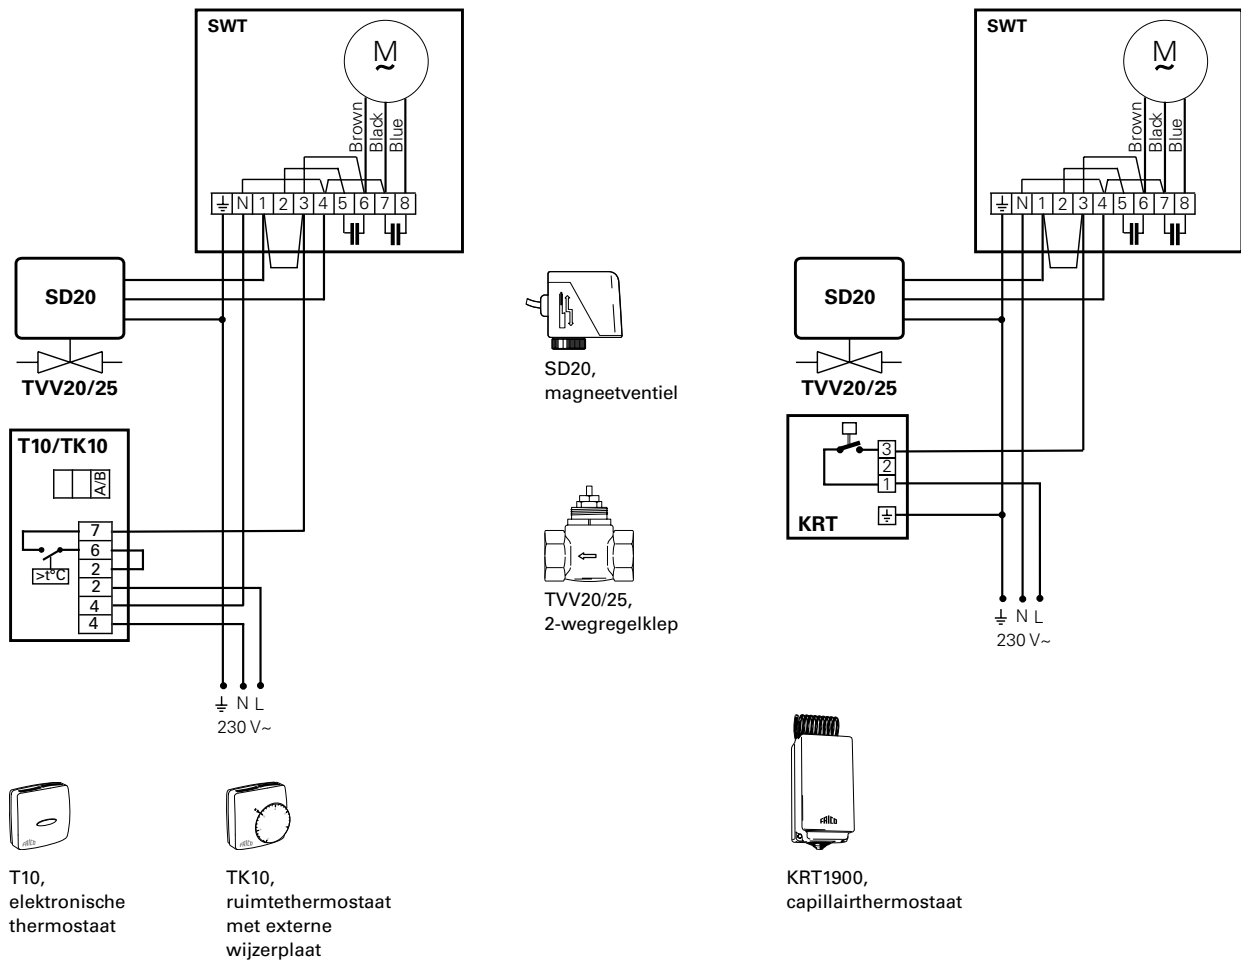 SWT
M
~
Brown
Black
Blue
N 1 2 3 4 5 6 7 8
SD20
TVV20/25
T10/TK10
A/B
7
6
2
2
4
4
>t°C
N L
230 V~
SD20,
magneetventiel
TVV20/25,
2-wegregelklep
SWT
M
~
Brown
Black
Blue
N 1 2 3 4 5 6 7 8
SD20
TVV20/25
3
2
1
KRT
N L
230 V~
FRICO
T10,
elektronische
thermostaat
FRICO
TK10,
ruimtethermostaat
met externe
wijzerplaat
FRICO
KRT1900,
capillairthermostaat